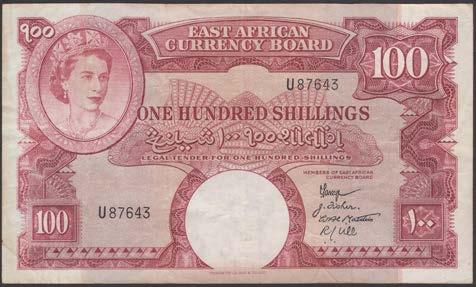 ૧૦૦
EAST AFRICAN
CURRENCY BOARD
100
U87643
ONE HUNDRED SHILLINGS
LEGAL TENDER FOR ONE HUNDRED SHILLINGS
MEMBERS OF EAST AFRICAN
CURRENCY BOARD
100
U87643
١٠٠